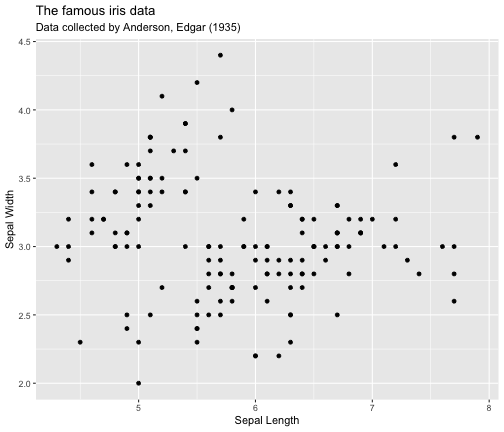 The famous iris data
Data collected by Anderson, Edgar (1935)
4.5
4.0
3.5
3.0
2.5
2.0
Sepal Width
5 6 7 8
Sepal Length